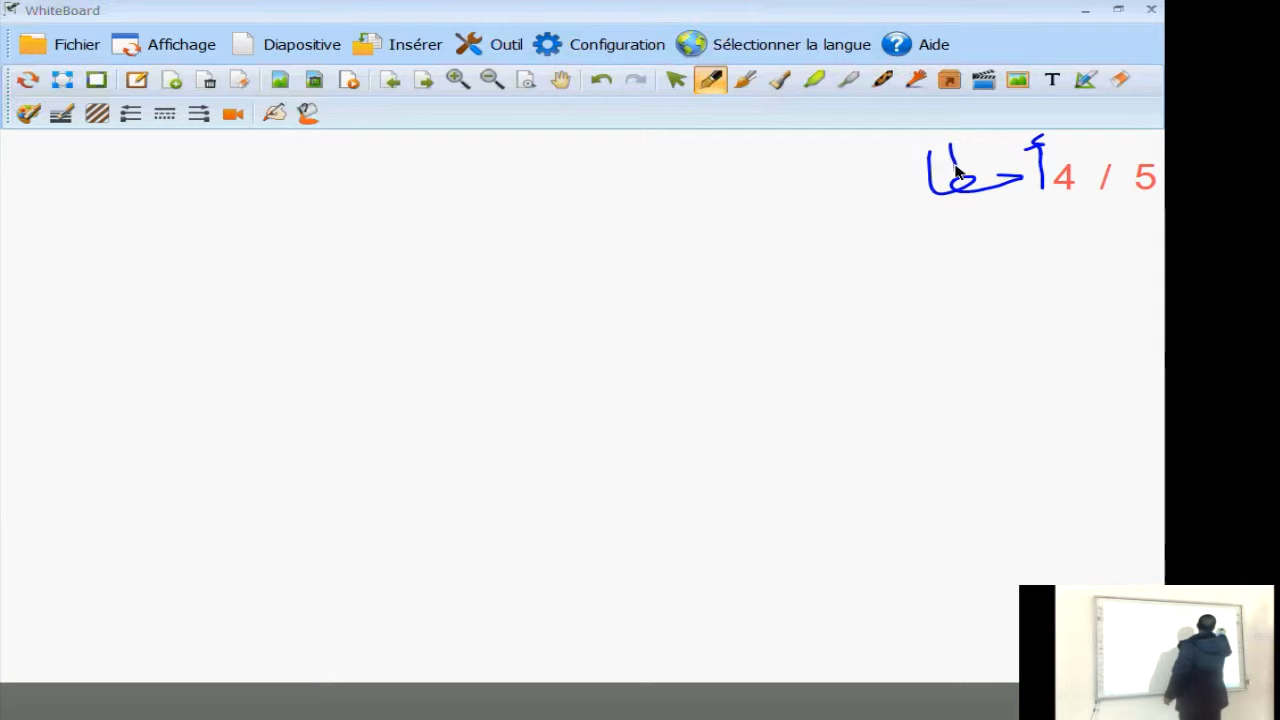 WhiteBoard
Fichier Affichage Diapositive Insérer Outil Configuration Sélectionner la langue Aide
4 / 5